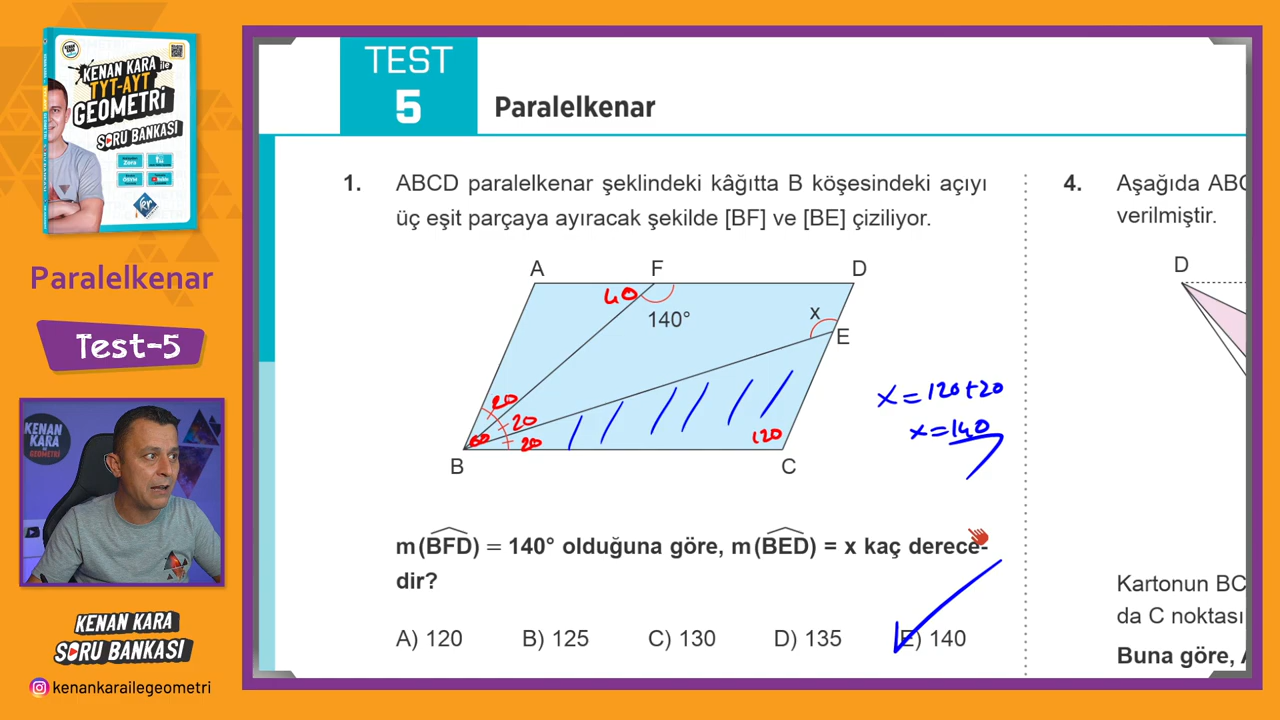 KENAN KARA ile
TYT-AYT
GEOMETRİ
SORU BANKASI
Paralelkenar
Test-5
KENAN KARA
GEOMETRİ
KENAN KARA
SORU BANKASI
kenankarailegeometri
TEST
5
Paralelkenar
1. ABCD paralelkenar şeklindeki kâğıtta B köşesindeki açıyı
üç eşit parçaya ayıracak şekilde [BF] ve [BE] çiziliyor.
A F D
40
140°
x
E
20
20
60
20
120
B C
x = 120+20
x = 140
m(BFD) = 140° olduğuna göre, m(BED) = x kaç derece-
dir?
A) 120 B) 125 C) 130 D) 135 E) 140
4. Aşağıda ABC
verilmiştir.
D
Kartonun BC
da C noktası
Buna göre, A